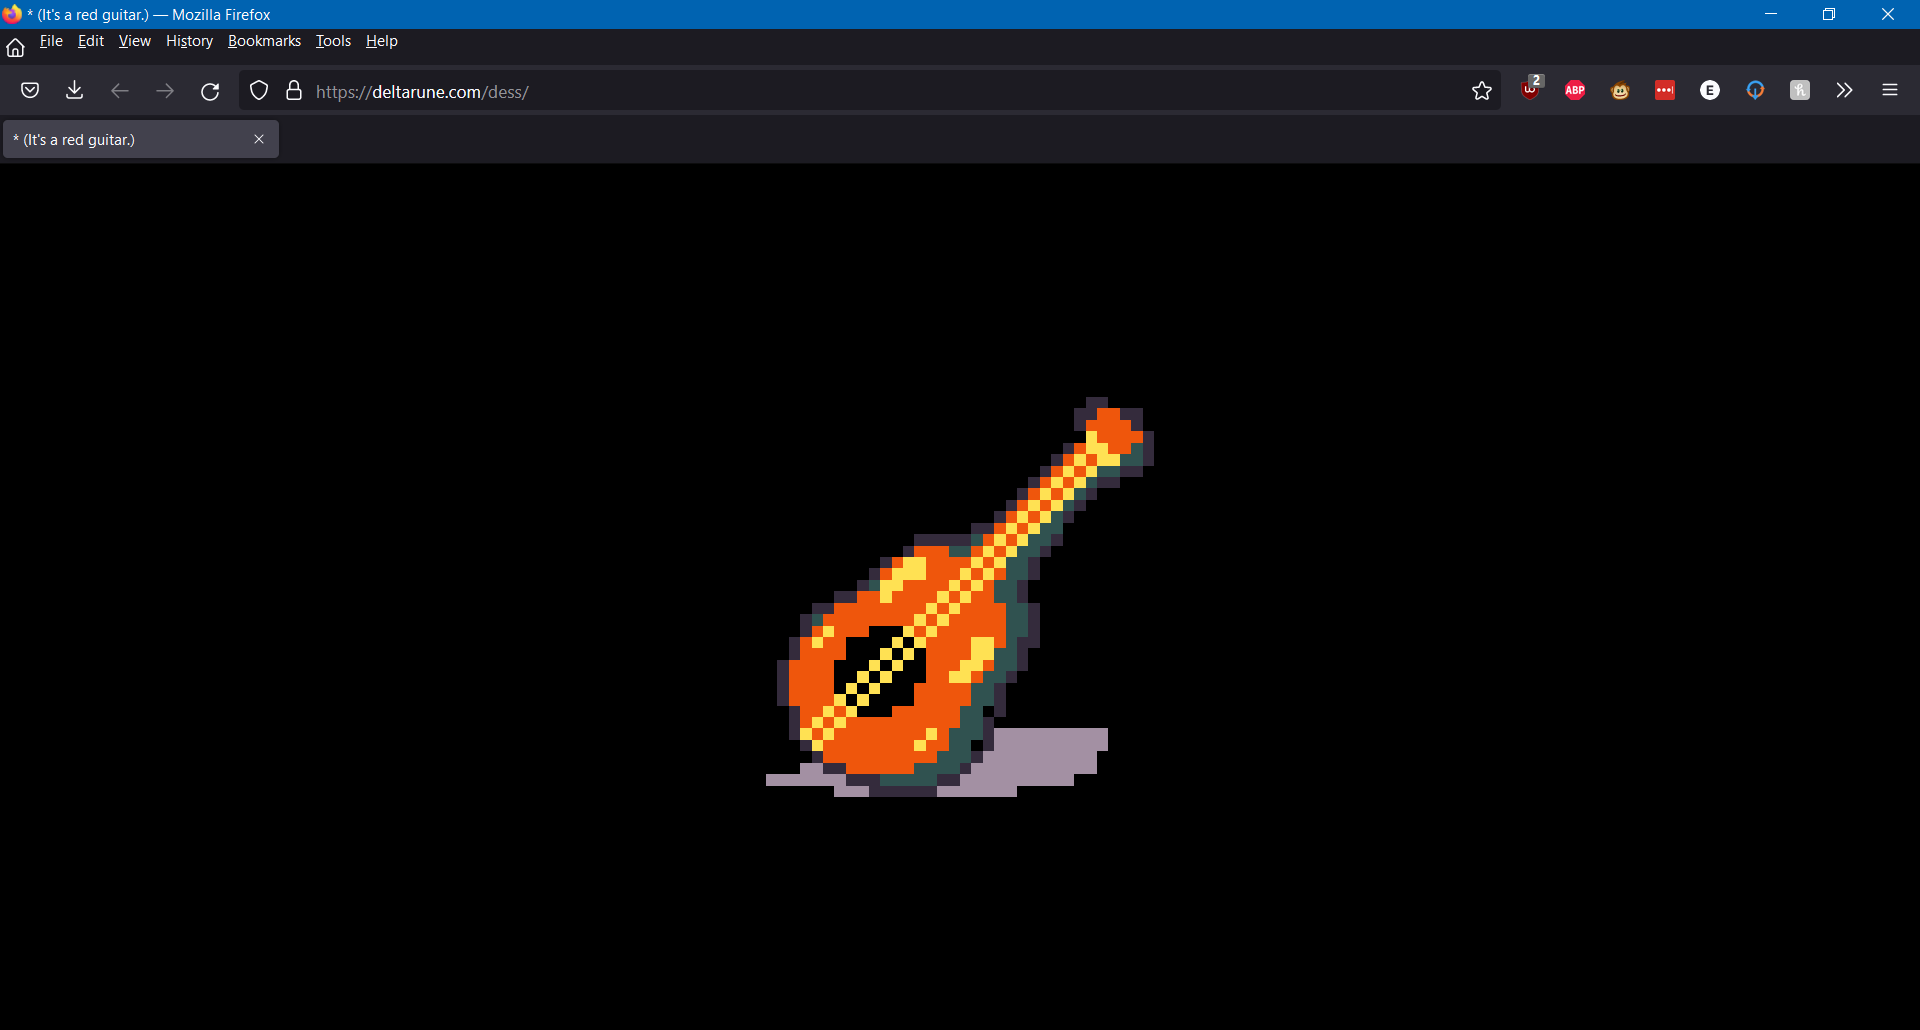 * (It's a red guitar.) — Mozilla Firefox
File Edit View History Bookmarks Tools Help
https://deltarune.com/dess/
2
ABP
E
* (It's a red guitar.)